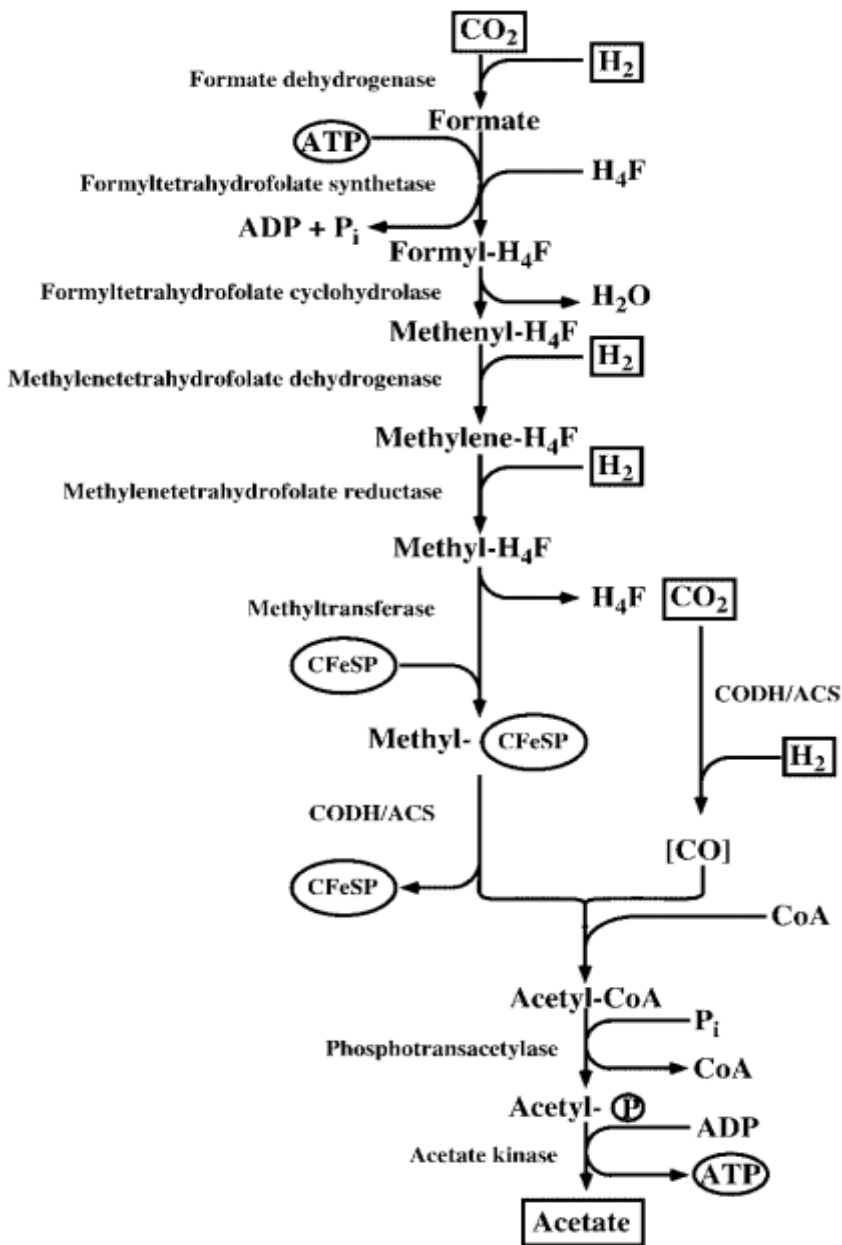 CO₂
H₂
Formate dehydrogenase
Formate
ATP
H₄F
Formyltetrahydrofolate synthetase
ADP + Pᵢ
Formyl-H₄F
Formyltetrahydrofolate cyclohydrolase
H₂O
Methenyl-H₄F
H₂
Methylenetetrahydrofolate dehydrogenase
Methylene-H₄F
H₂
Methylenetetrahydrofolate reductase
Methyl-H₄F
H₄F
CO₂
Methyltransferase
CFeSP
CODH/ACS
Methyl- CFeSP
H₂
CODH/ACS
[CO]
CFeSP
CoA
Acetyl-CoA
Pᵢ
Phosphotransacetylase
CoA
Acetyl- P
ADP
Acetate kinase
ATP
Acetate